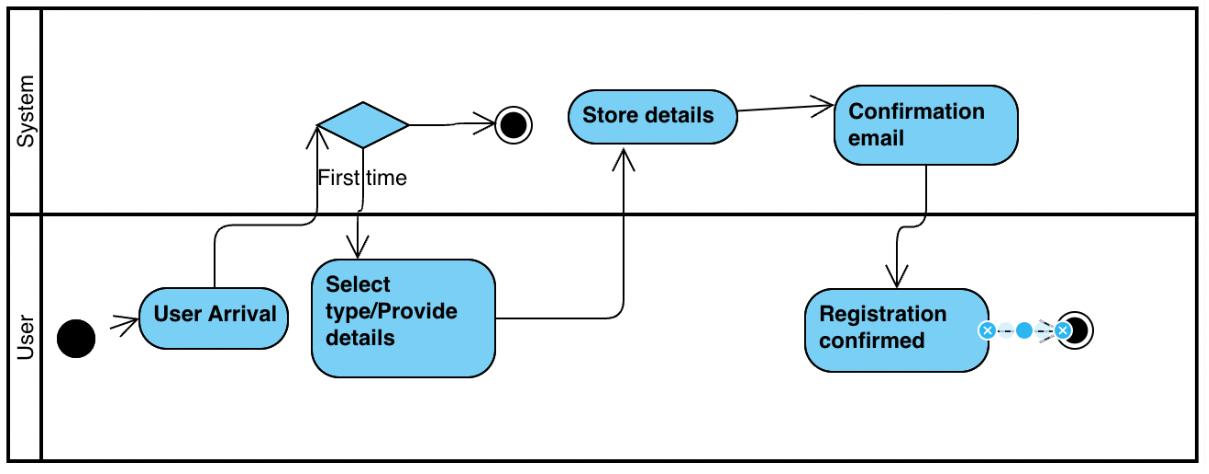 System
First time
Store details
Confirmation
email
User
User Arrival
Select
type/Provide
details
Registration
confirmed